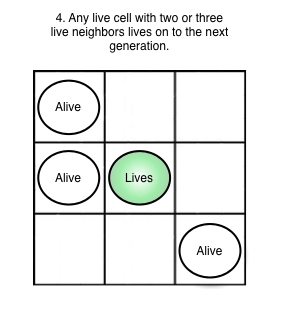 4. Any live cell with two or three
live neighbors lives on to the next
generation.
Alive
Alive
Lives
Alive